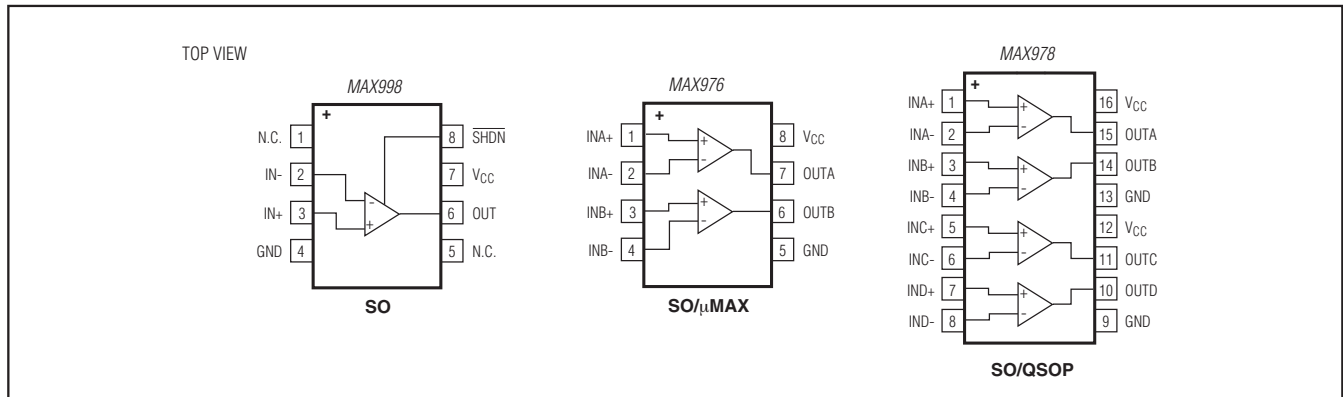 TOP VIEW
MAX998
+
N.C. 1
8 SHDN
IN- 2
7 VCC
-
IN+ 3
6 OUT
+
GND 4
5 N.C.
SO
MAX976
+
INA+ 1
8 VCC
+
-
INA- 2
7 OUTA
INB+ 3
6 OUTB
+
-
INB- 4
5 GND
SO/μMAX
MAX978
+
INA+ 1
16 VCC
+
-
INA- 2
15 OUTA
INB+ 3
14 OUTB
+
-
INB- 4
13 GND
INC+ 5
12 VCC
+
-
INC- 6
11 OUTC
IND+ 7
10 OUTD
+
-
IND- 8
9 GND
SO/QSOP